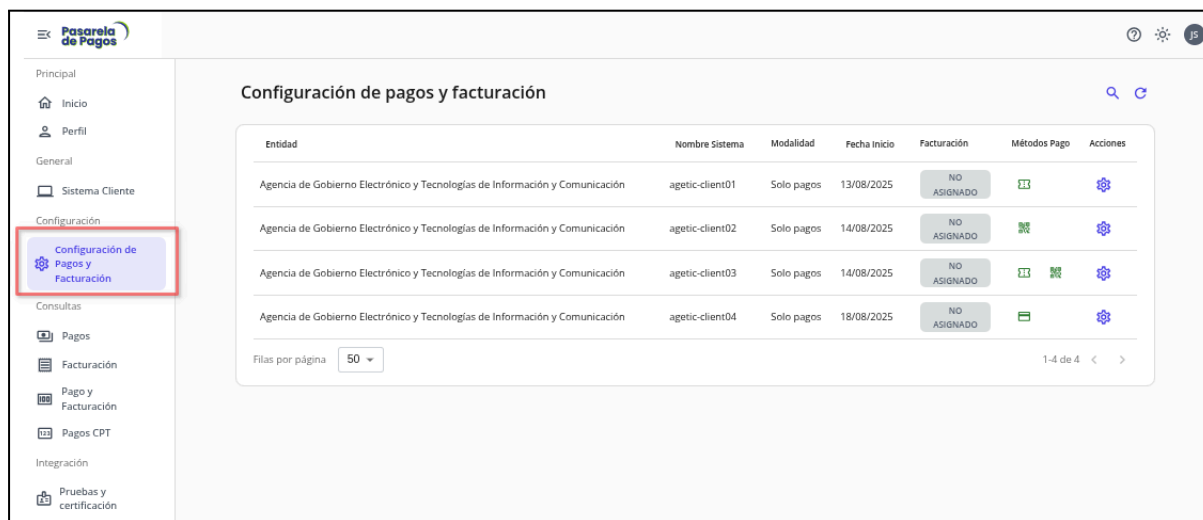 Pasarela
de Pagos
JS
Principal
Inicio
Perfil
General
Sistema Cliente
Configuración
Configuración de
Pagos y
Facturación
Consultas
Pagos
Facturación
Pago y
Facturación
Pagos CPT
Integración
Pruebas y
certificación
Configuración de pagos y facturación
Entidad Nombre Sistema Modalidad Fecha Inicio Facturación Métodos Pago Acciones
Agencia de Gobierno Electrónico y Tecnologías de Información y Comunicación agetic-client01 Solo pagos 13/08/2025 NO
ASIGNADO
Agencia de Gobierno Electrónico y Tecnologías de Información y Comunicación agetic-client02 Solo pagos 14/08/2025 NO
ASIGNADO
Agencia de Gobierno Electrónico y Tecnologías de Información y Comunicación agetic-client03 Solo pagos 14/08/2025 NO
ASIGNADO
Agencia de Gobierno Electrónico y Tecnologías de Información y Comunicación agetic-client04 Solo pagos 18/08/2025 NO
ASIGNADO
Filas por página 50 1-4 de 4